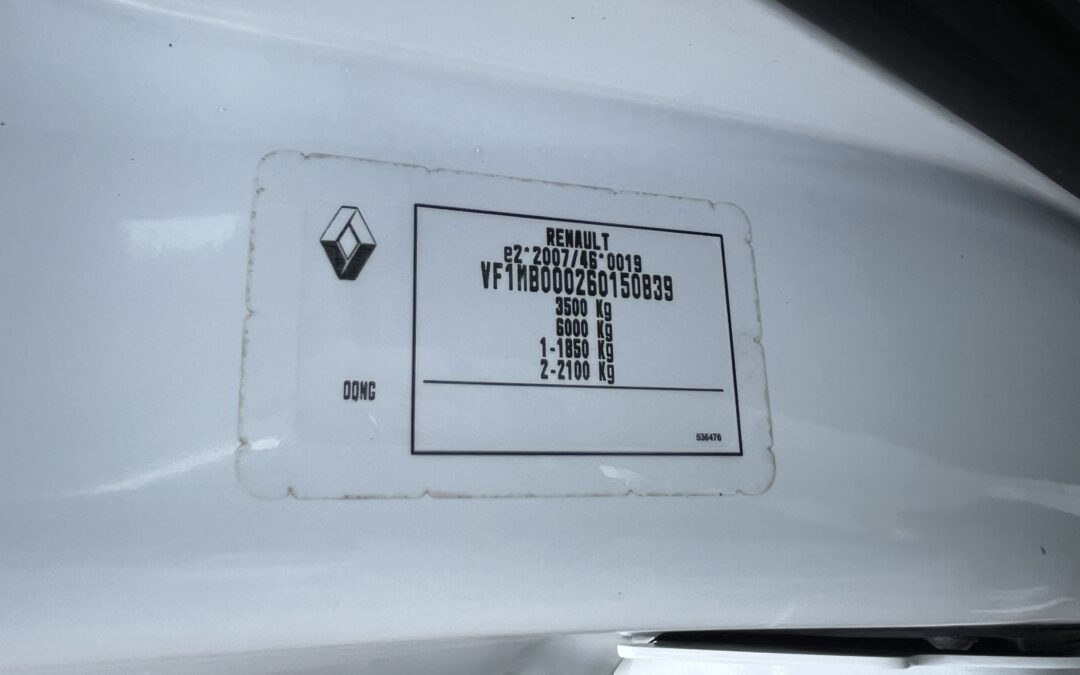 RENAULT
e2*2007/46*0019
VF1MB000260150839
3500 Kg
6000 Kg
1-1850 Kg
2-2100 Kg
DQNG
536476